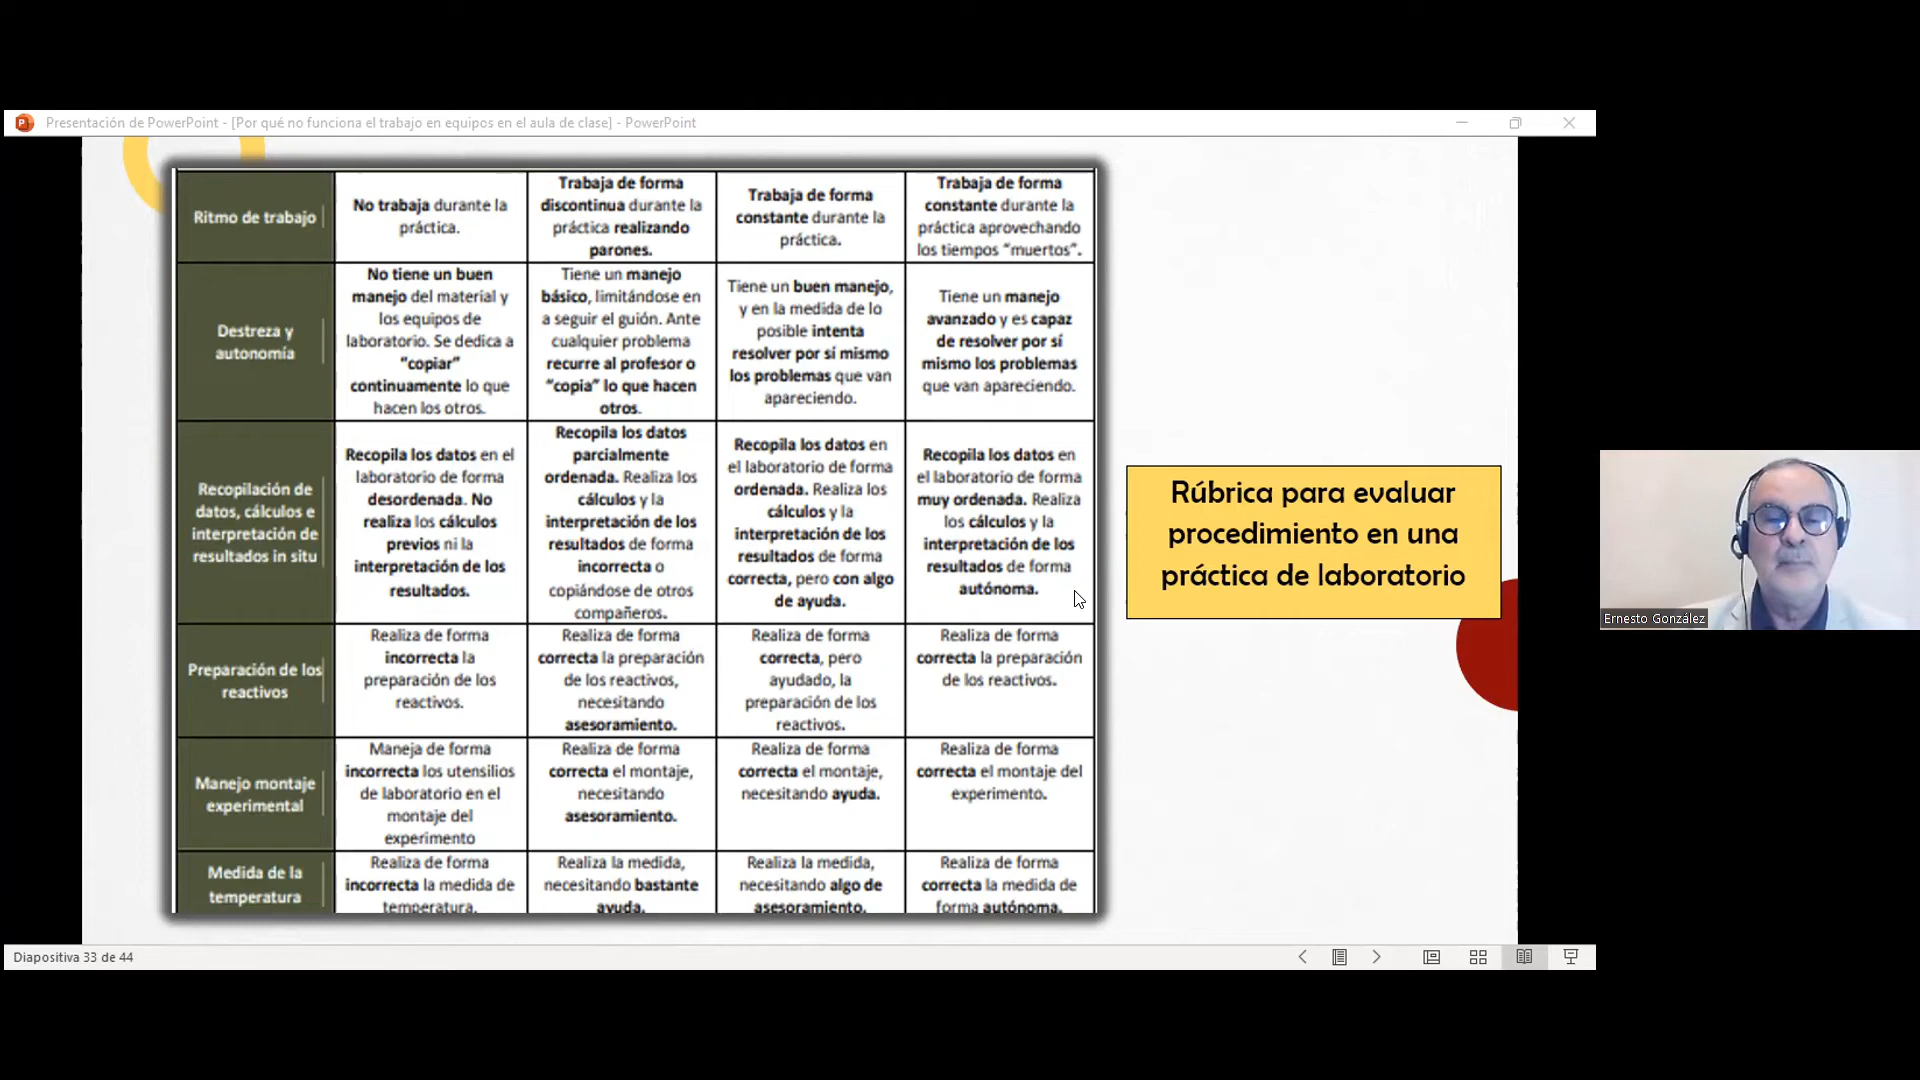 Presentación de PowerPoint - [Por qué no funciona el trabajo en equipos en el aula de clase] - PowerPoint
Ritmo de trabajo
No trabaja durante la
práctica.
Trabaja de forma
discontinua durante la
práctica realizando
parones.
Trabaja de forma
constante durante la
práctica.
Trabaja de forma
constante durante la
práctica aprovechando
los tiempos “muertos”.
Destreza y
autonomía
No tiene un buen
manejo del material y
los equipos de
laboratorio. Se dedica a
“copiar”
continuamente lo que
hacen los otros.
Tiene un manejo
básico, limitándose en
a seguir el guión. Ante
cualquier problema
recurre al profesor o
“copia” lo que hacen
otros.
Tiene un buen manejo,
y en la medida de lo
posible intenta
resolver por sí mismo
los problemas que van
apareciendo.
Tiene un manejo
avanzado y es capaz
de resolver por sí
mismo los problemas
que van apareciendo.
Recopilación de
datos, cálculos e
interpretación de
resultados in situ
Recopila los datos en el
laboratorio de forma
desordenada. No
realiza los cálculos
previos ni la
interpretación de los
resultados.
Recopila los datos
parcialmente
ordenada. Realiza los
cálculos y la
interpretación de los
resultados de forma
incorrecta o
copiándose de otros
compañeros.
Recopila los datos en
el laboratorio de forma
ordenada. Realiza los
cálculos y la
interpretación de los
resultados de forma
correcta, pero con algo
de ayuda.
Recopila los datos en
el laboratorio de forma
muy ordenada. Realiza
los cálculos y la
interpretación de los
resultados de forma
autónoma.
Preparación de los
reactivos
Realiza de forma
incorrecta la
preparación de los
reactivos.
Realiza de forma
correcta la preparación
de los reactivos,
necesitando
asesoramiento.
Realiza de forma
correcta, pero
ayudado, la
preparación de los
reactivos.
Realiza de forma
correcta la preparación
de los reactivos.
Manejo montaje
experimental
Maneja de forma
incorrecta los utensilios
de laboratorio en el
montaje del
experimento
Realiza de forma
correcta el montaje,
necesitando
asesoramiento.
Realiza de forma
correcta el montaje,
necesitando ayuda.
Realiza de forma
correcta el montaje del
experimento.
Medida de la
temperatura
Realiza de forma
incorrecta la medida de
temperatura.
Realiza la medida,
necesitando bastante
ayuda.
Realiza la medida,
necesitando algo de
asesoramiento.
Realiza de forma
correcta la medida de
forma autónoma.
Rúbrica para evaluar
procedimiento en una
práctica de laboratorio
Ernesto González
Diapositiva 33 de 44